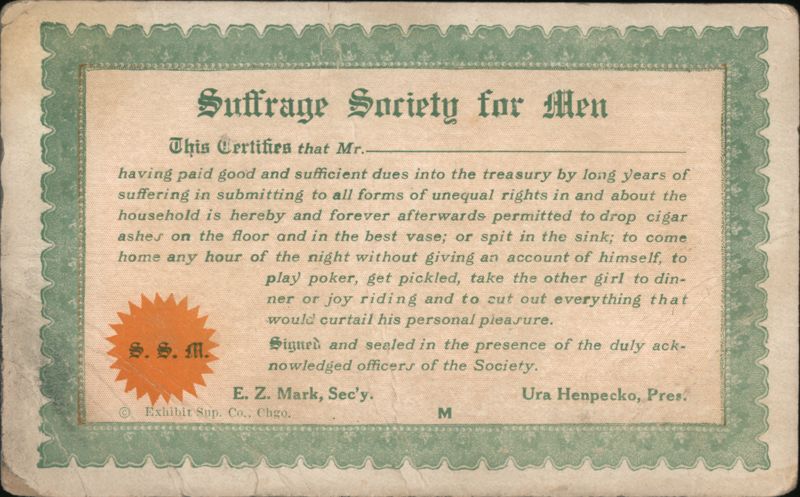 Suffrage Society for Men
This Certifies that Mr.
having paid good and sufficient dues into the treasury by long years of
suffering in submitting to all forms of unequal rights in and about the
household is hereby and forever afterwards permitted to drop cigar
ashes on the floor and in the best vase; or spit in the sink; to come
home any hour of the night without giving an account of himself, to
play poker, get pickled, take the other girl to din-
ner or joy riding and to cut out everything that
would curtail his personal pleasure.
Signed and sealed in the presence of the duly ack-
nowledged officers of the Society.
S. S. M.
E. Z. Mark, Sec'y. Ura Henpecko, Pres.
© Exhibit Sup. Co., Chgo. M